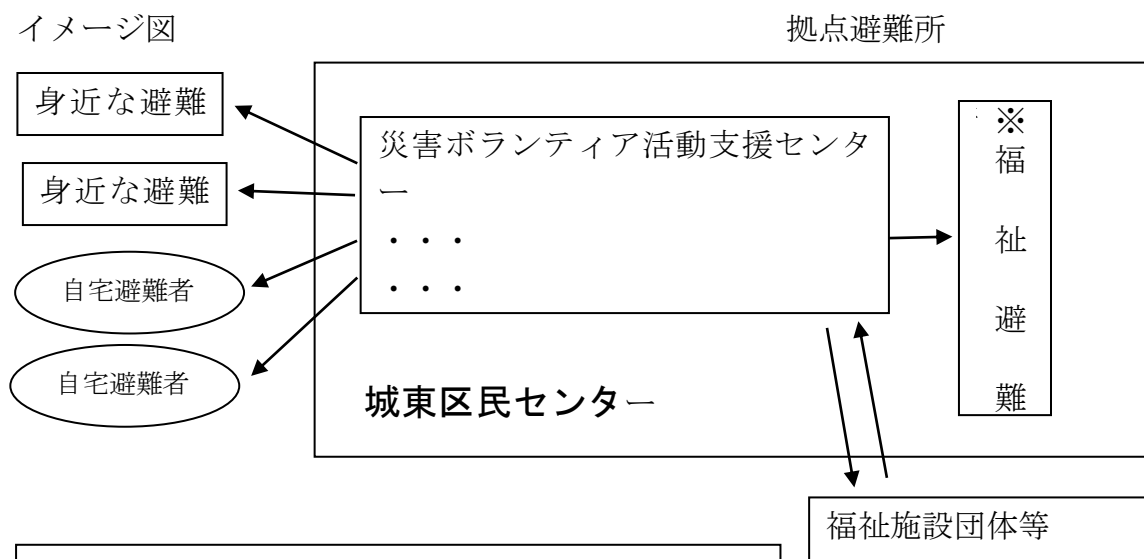 イメージ図
拠点避難所
身近な避難
身近な避難
自宅避難者
自宅避難者
災害ボランティア活動支援センタ
ー
・・・
・・・
城東区民センター
※
福
祉
避
難
福祉施設団体等